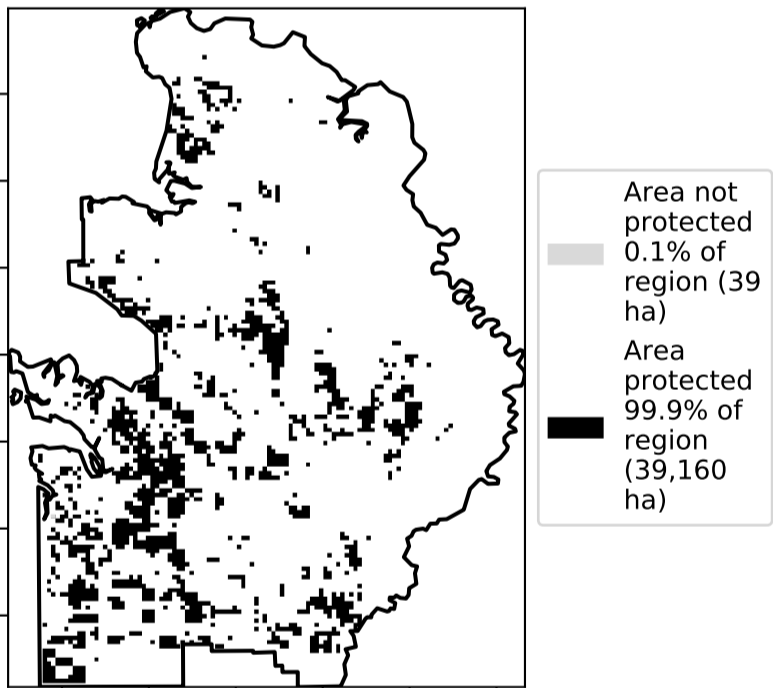 Area not
protected
0.1% of
region (39
ha)
Area
protected
99.9% of
region
(39,160
ha)